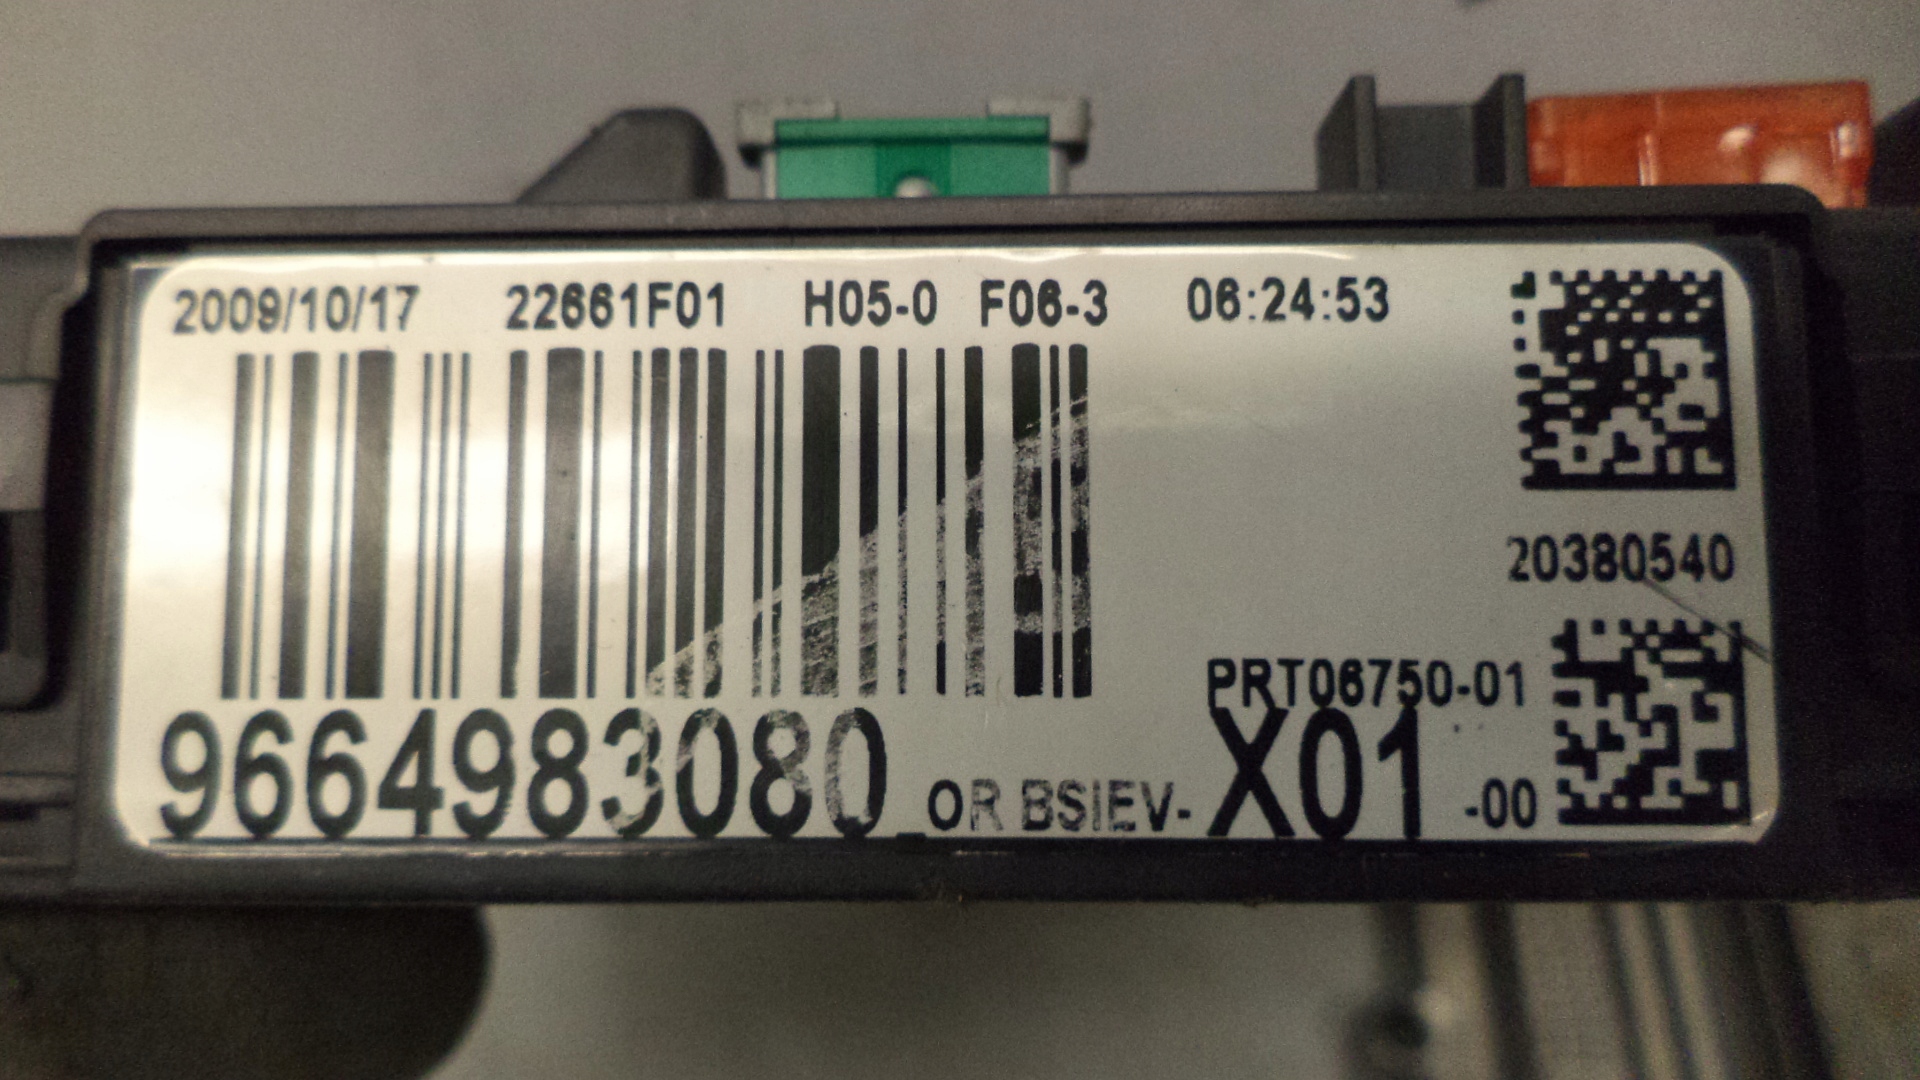 2009/10/17 22661F01 H05-0 F06-3 06:24:53
20380540
PRT06750-01
9664983080 OR BSIEV- X01 -00